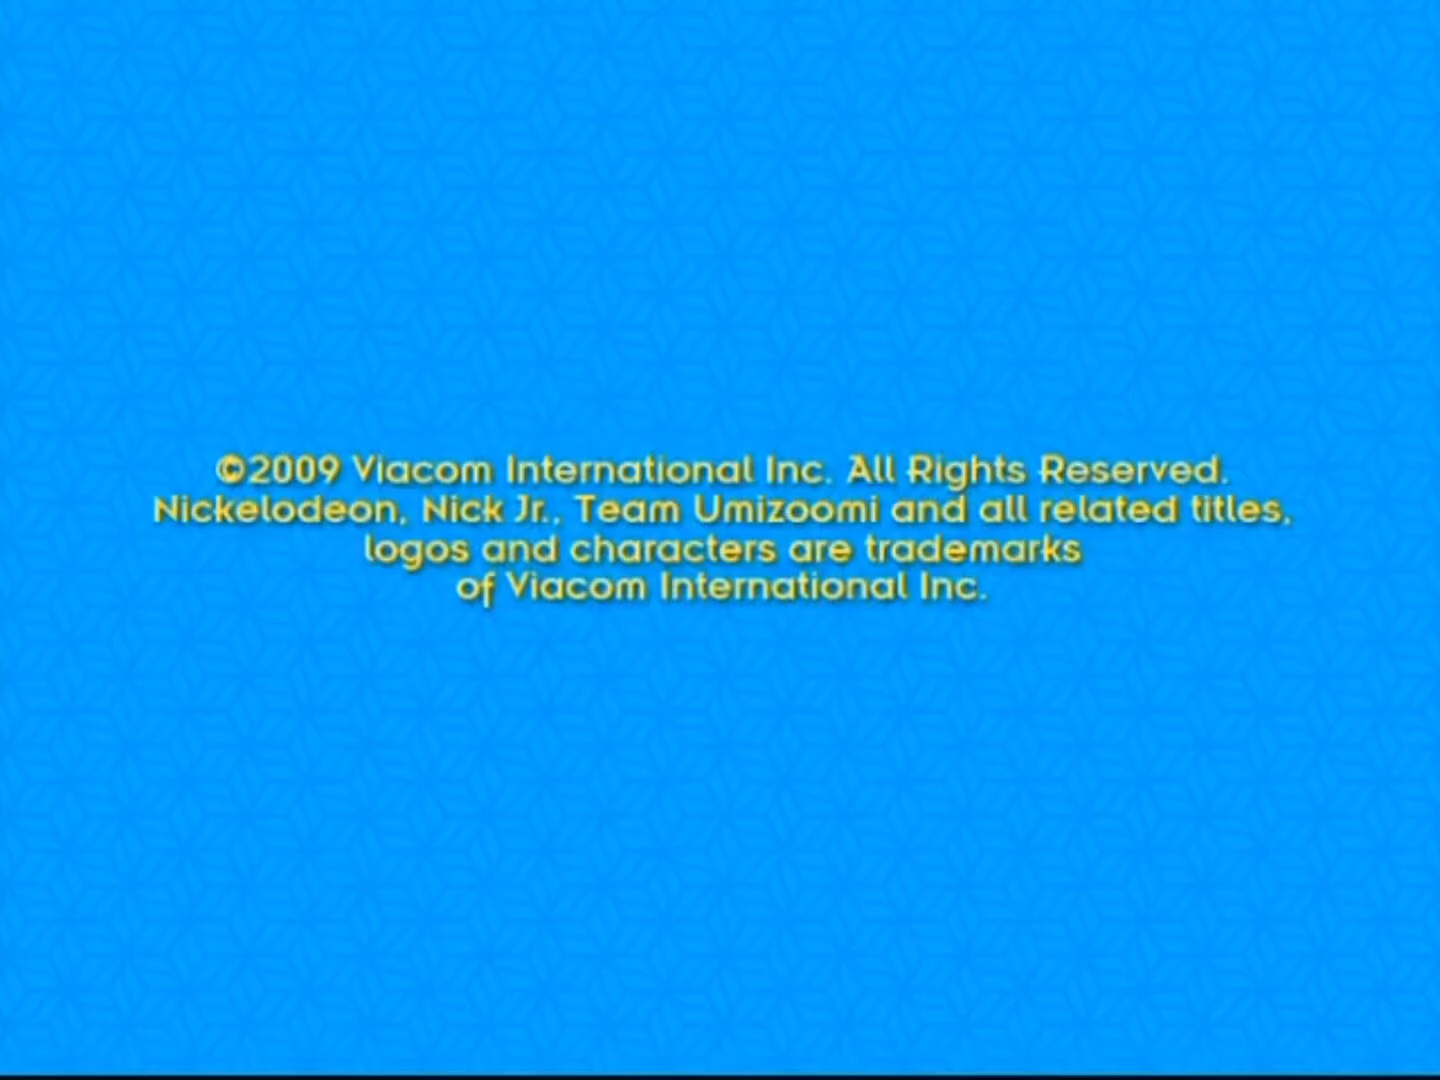 ©2009 Viacom International Inc. All Rights Reserved.
Nickelodeon, Nick Jr., Team Umizoomi and all related titles,
logos and characters are trademarks
of Viacom International Inc.